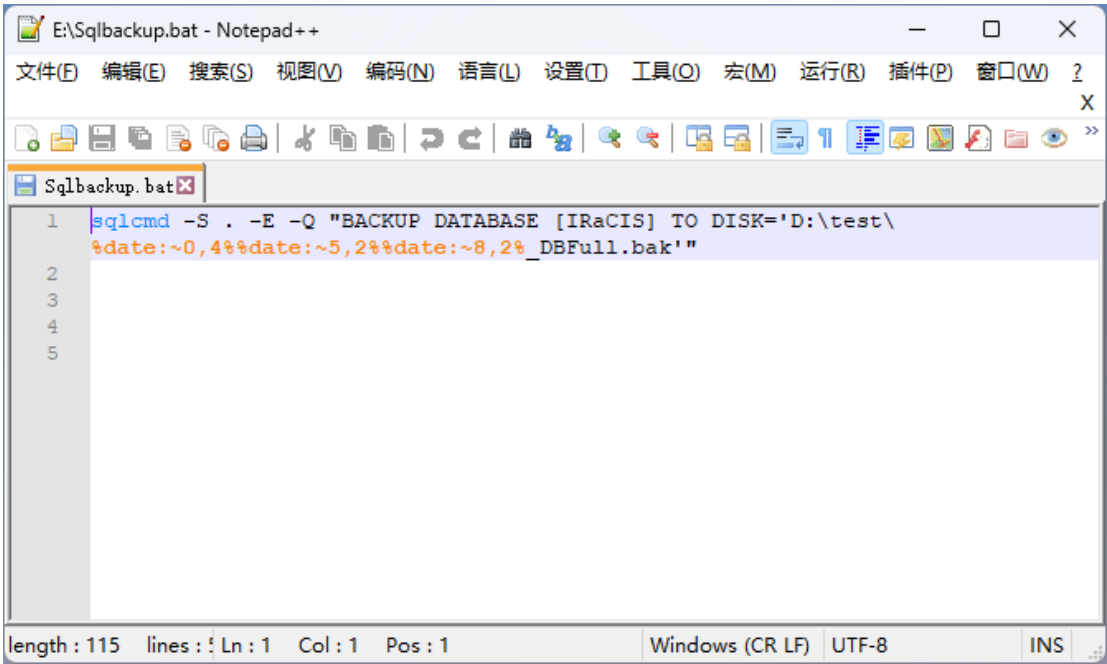 E:\Sqlbackup.bat - Notepad++
文件(F) 编辑(E) 搜索(S) 视图(V) 编码(N) 语言(L) 设置(T) 工具(O) 宏(M) 运行(R) 插件(P) 窗口(W) ?
X
Sqlbackup.bat
1 sqlcmd -S . -E -Q "BACKUP DATABASE [IRaCIS] TO DISK='D:\test\
%date:~0,4%%date:~5,2%%date:~8,2%_DBFull.bak'"
2
3
4
5
length : 115 lines : Ln : 1 Col : 1 Pos : 1 Windows (CR LF) UTF-8 INS